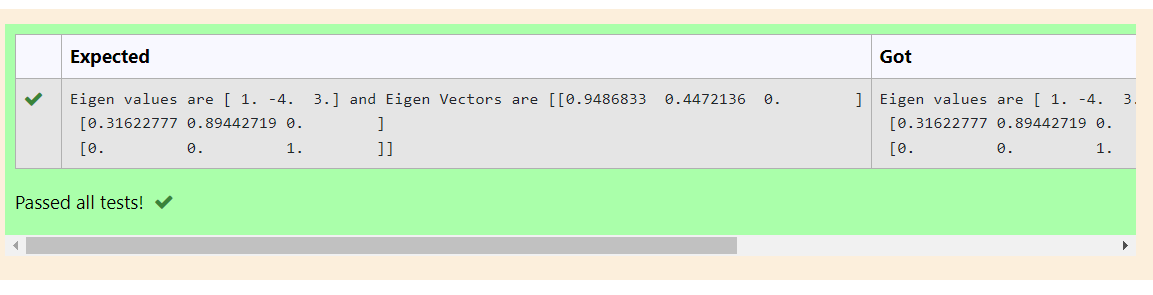 Expected Got
Eigen values are [ 1. -4.  3.] and Eigen Vectors are [[0.9486833  0.4472136  0.        ] Eigen values are [ 1. -4.  3.
[0.31622777 0.89442719 0.        ] [0.31622777 0.89442719 0.
[0.         0.         1.        ]] [0.         0.         1.
Passed all tests!